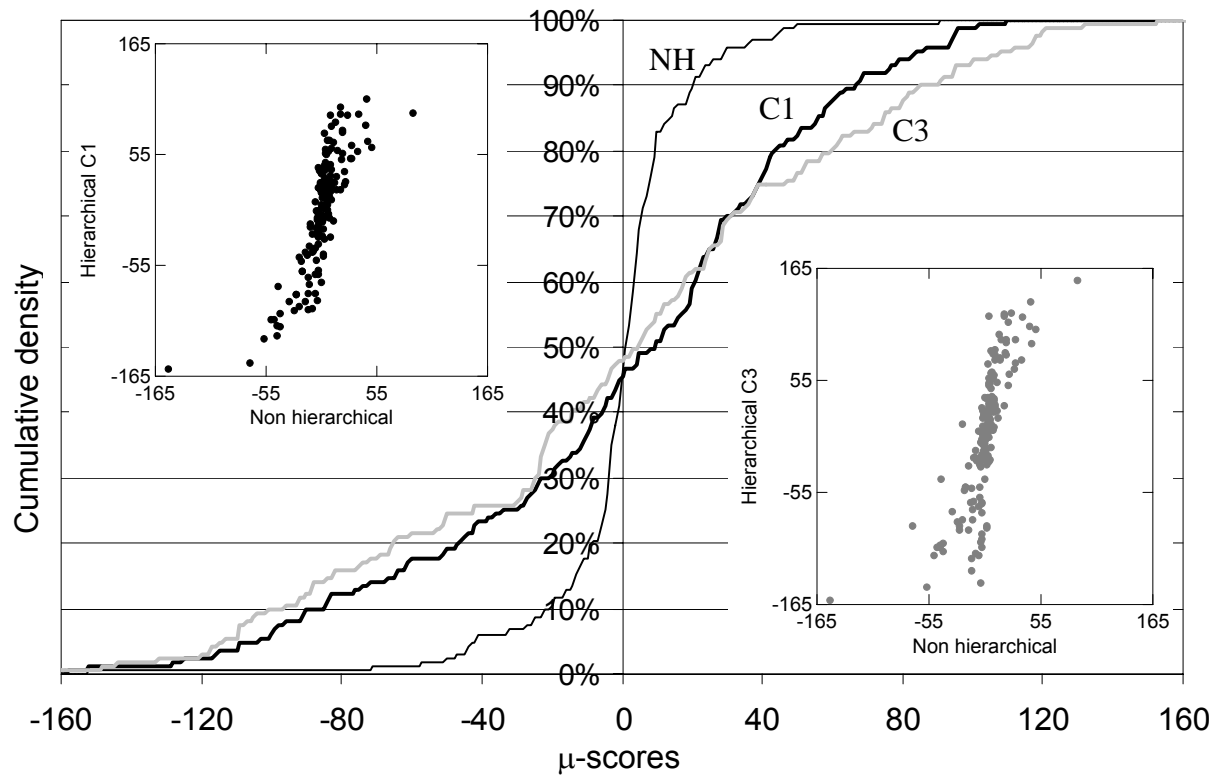 100%
90%
80%
70%
60%
50%
40%
30%
20%
10%
0%
Cumulative density
-160 -120 -80 -40 0 40 80 120 160
μ-scores
NH
C1
C3
165
55
-55
-165
Hierarchical C1
-165 -55 55 165
Non hierarchical
165
55
-55
-165
Hierarchical C3
-165 -55 55 165
Non hierarchical